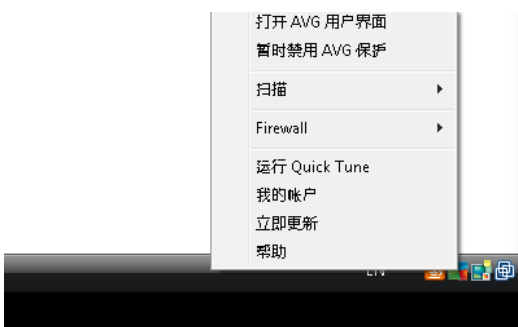 打开 AVG 用户界面
暂时禁用 AVG 保护
扫描
Firewall
运行 Quick Tune
我的帐户
立即更新
帮助
EN